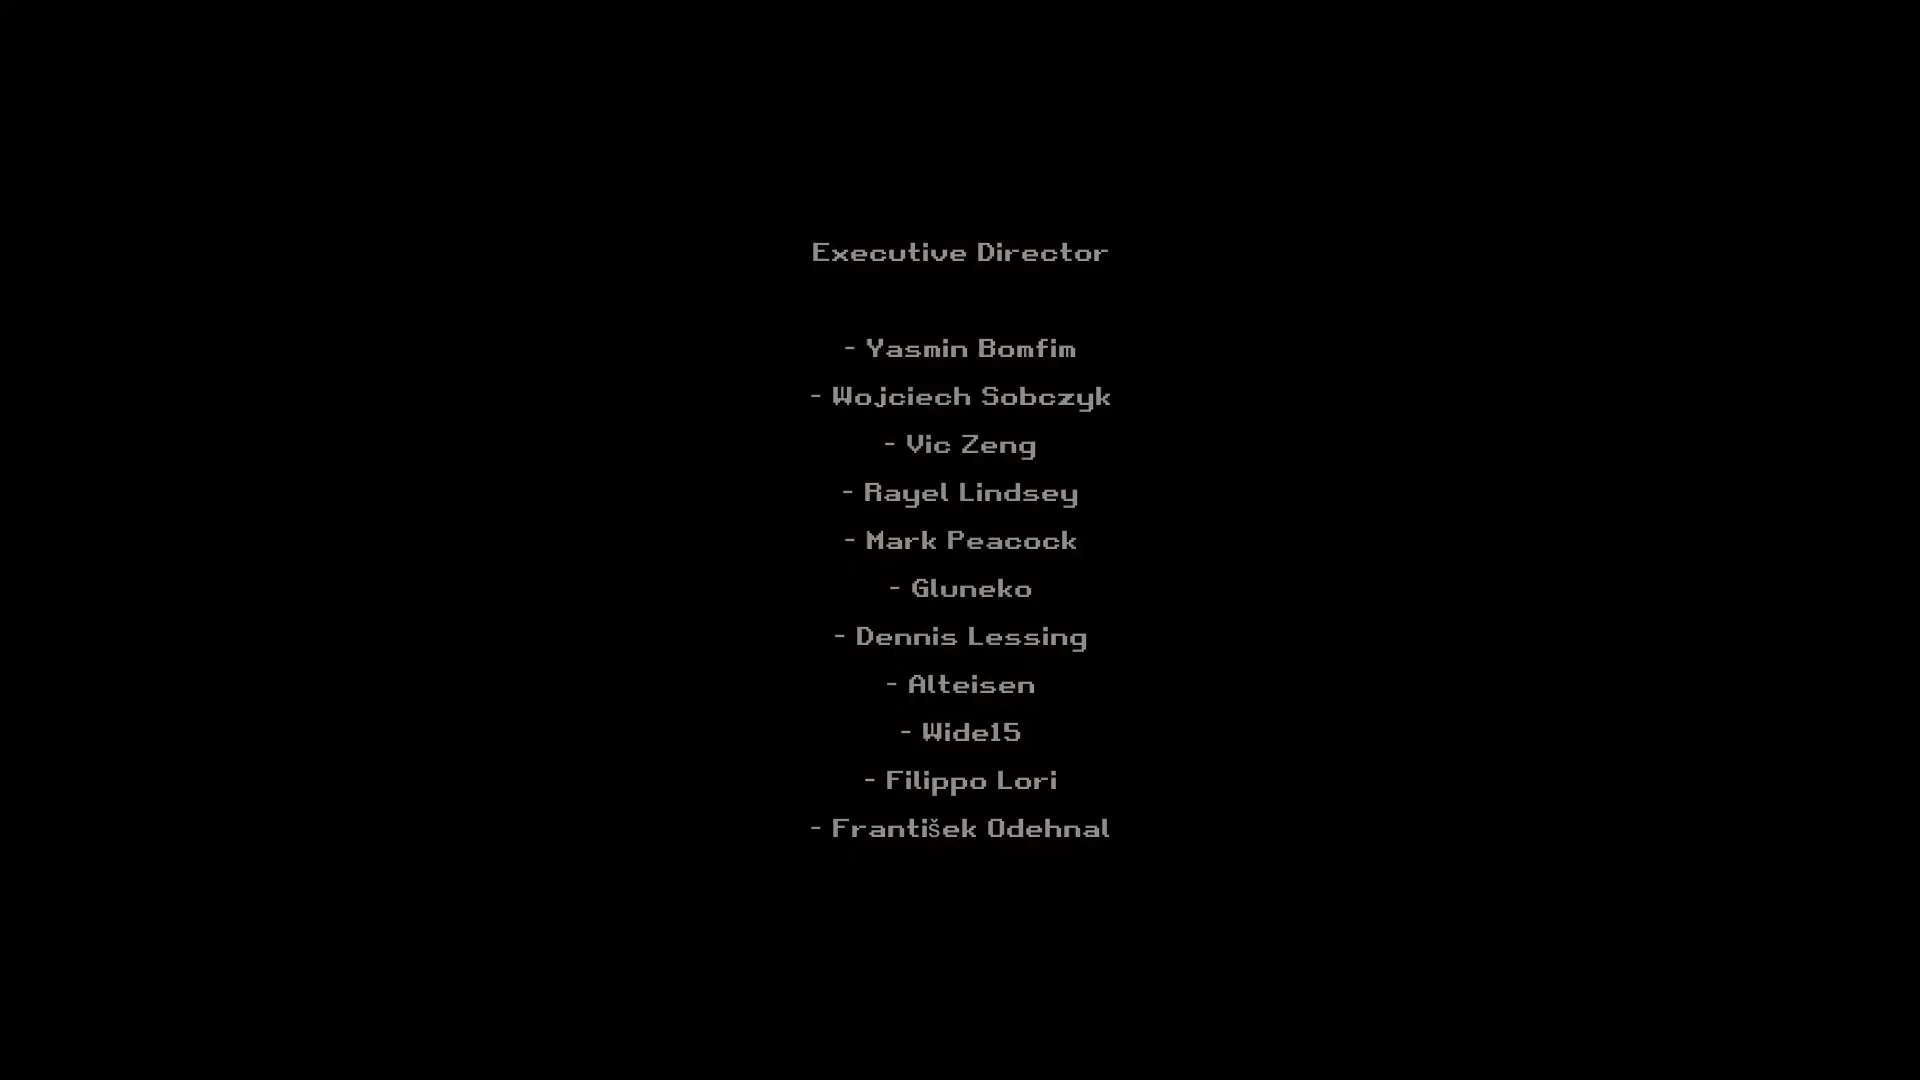 Executive Director
- Yasmin Bomfim
- Wojciech Sobczyk
- Vic Zeng
- Rayel Lindsey
- Mark Peacock
- Gluneko
- Dennis Lessing
- Alteisen
- Wide15
- Filippo Lori
- František Odehnal